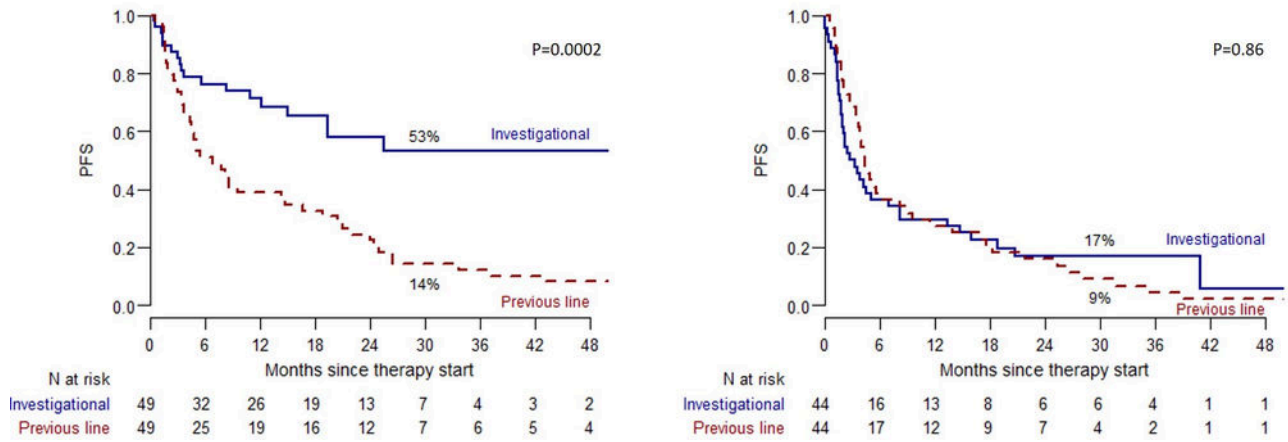 1.0
P=0.0002
0.8
0.6
53%
Investigational
PFS
0.4
0.2
14%
Previous line
0.0
0 6 12 18 24 30 36 42 48
Months since therapy start
N at risk
Investigational 49 32 26 19 13 7 4 3 2
Previous line 49 25 19 16 12 7 6 5 4
1.0
P=0.86
0.8
0.6
PFS
0.4
0.2
17%
Investigational
9%
Previous line
0.0
0 6 12 18 24 30 36 42 48
Months since therapy start
N at risk
Investigational 44 16 13 8 6 6 4 1 1
Previous line 44 17 12 9 7 4 2 1 1